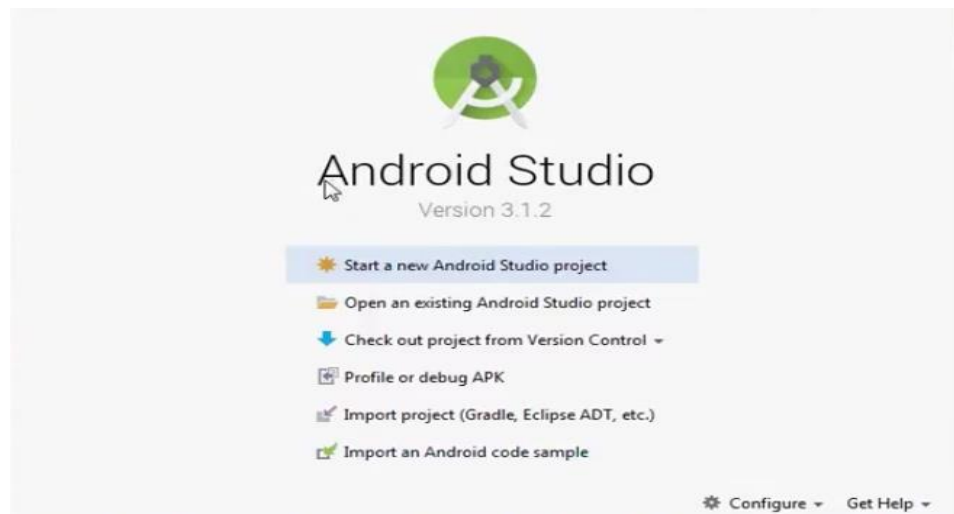 Android Studio
Version 3.1.2
Start a new Android Studio project
Open an existing Android Studio project
Check out project from Version Control
Profile or debug APK
Import project (Gradle, Eclipse ADT, etc.)
Import an Android code sample
Configure Get Help